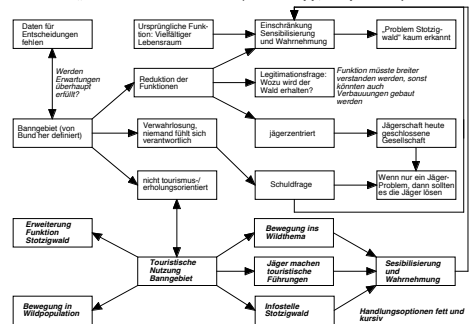 Daten für
Entscheidungen
fehlen
Ursprüngliche Funk-
tion: Vielfältiger
Lebensraum
Einschränkung
Sensibilisierung
und Wahrnehmung
„Problem Stotzig-
wald" kaum erkannt
Werden
Erwartungen
überhaupt
erfüllt?
Reduktion der
Funktionen
Legitimationsfrage:
Wozu wird der
Wald erhalten?
Funktion müsste breiter
verstanden werden, sonst
könnten auch
Verbauuungen gebaut
werden
Banngebiet (von
Bund her definiert)
Verwahrlosung,
niemand fühlt sich
verantwortlich
jägerzentriert
Jägerschaft heute
geschlossene
Gesellschaft
nicht tourismus-/
erholungsorientiert
Schuldfrage
Wenn nur ein Jäger-
Problem, dann sollten
es die Jäger lösen
Erweiterung
Funktion
Stotzigwald
Bewegung ins
Wildthema
Touristische
Nutzung
Banngebiet
Jäger machen
touristische
Führungen
Sesibilisierung
und
Wahrnehmung
Bewegung in
Wildpopulation
Infostelle
Stotzigwald
Handlungsoptionen fett und
kursiv